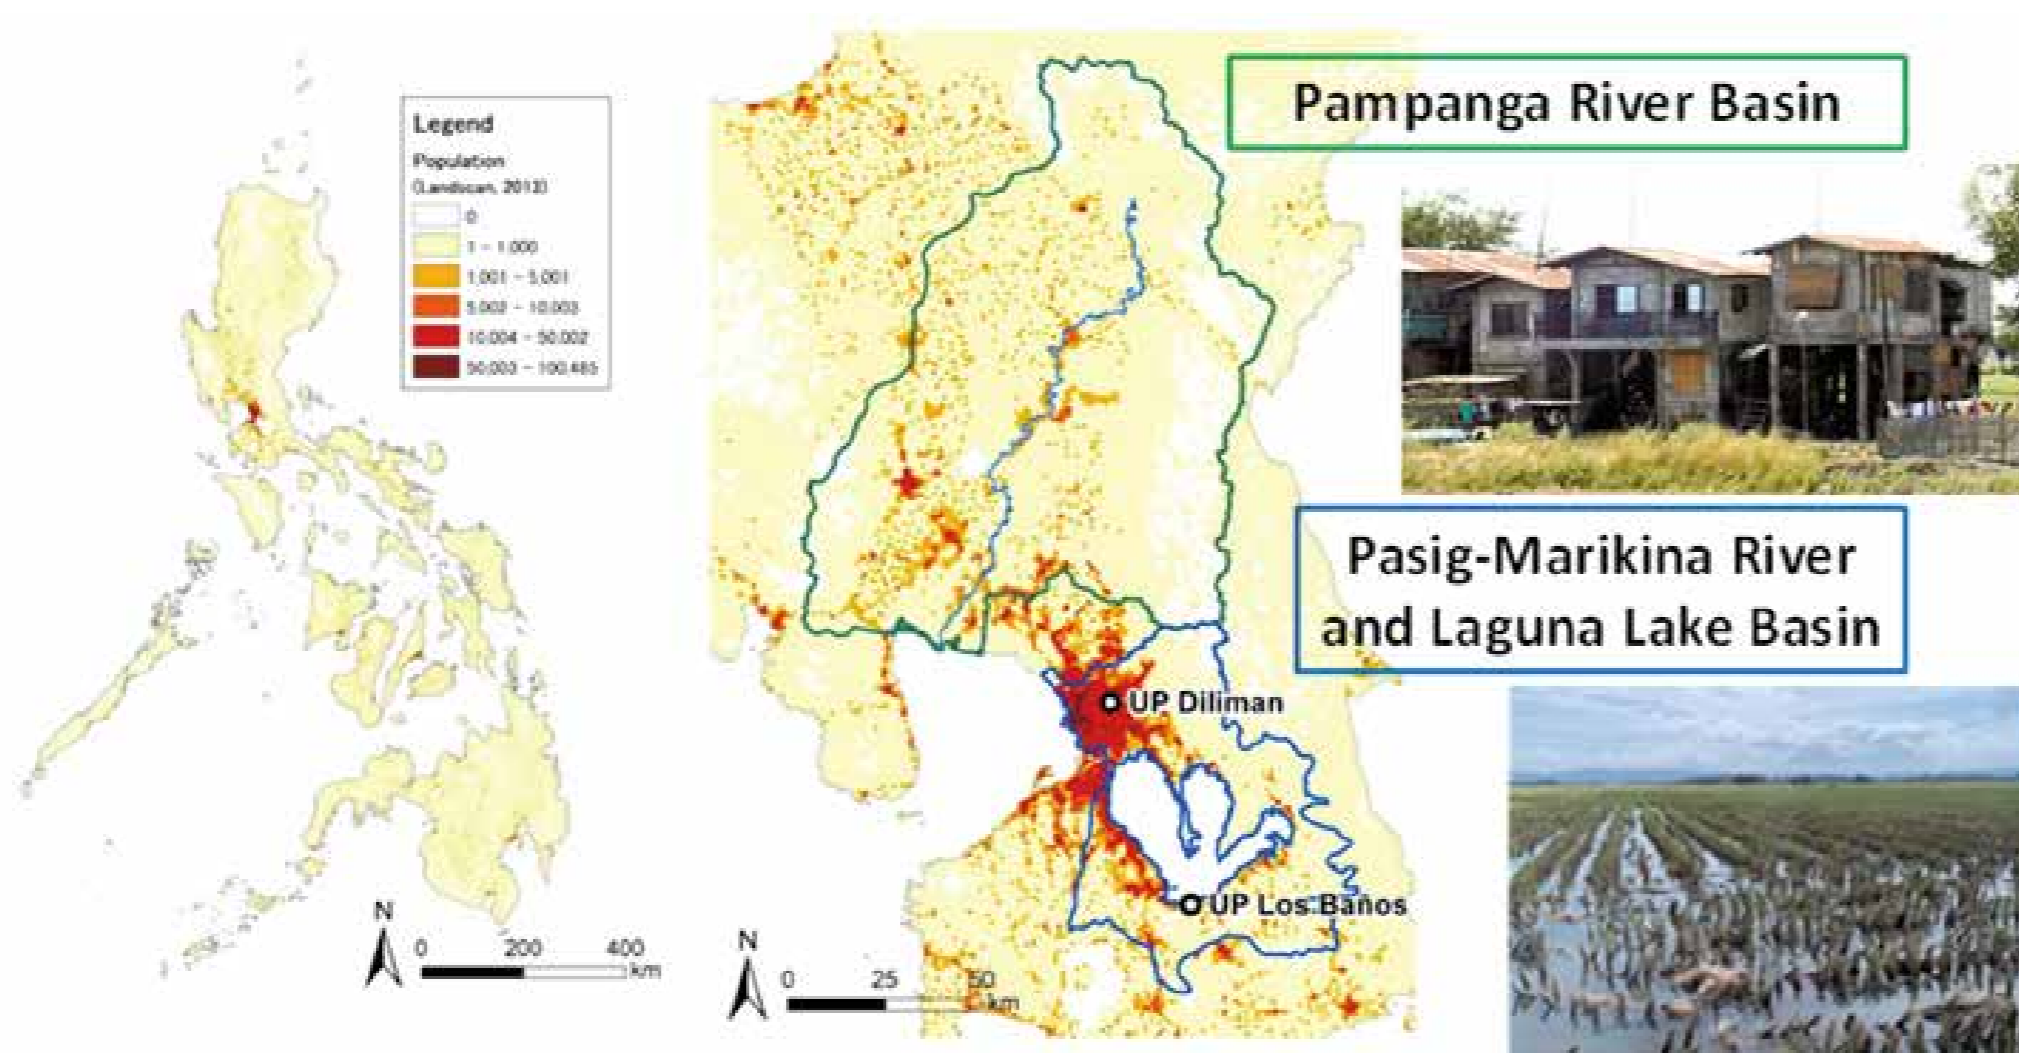 Legend
Population
(Landscan, 2013)
0
1 - 1,000
1,001 - 5,001
5,002 - 10,003
10,004 - 50,002
50,003 - 100,485
N
0 200 400
km
Pampanga River Basin
Pasig-Marikina River
and Laguna Lake Basin
UP Diliman
UP Los Baños
N
0 25 50
km